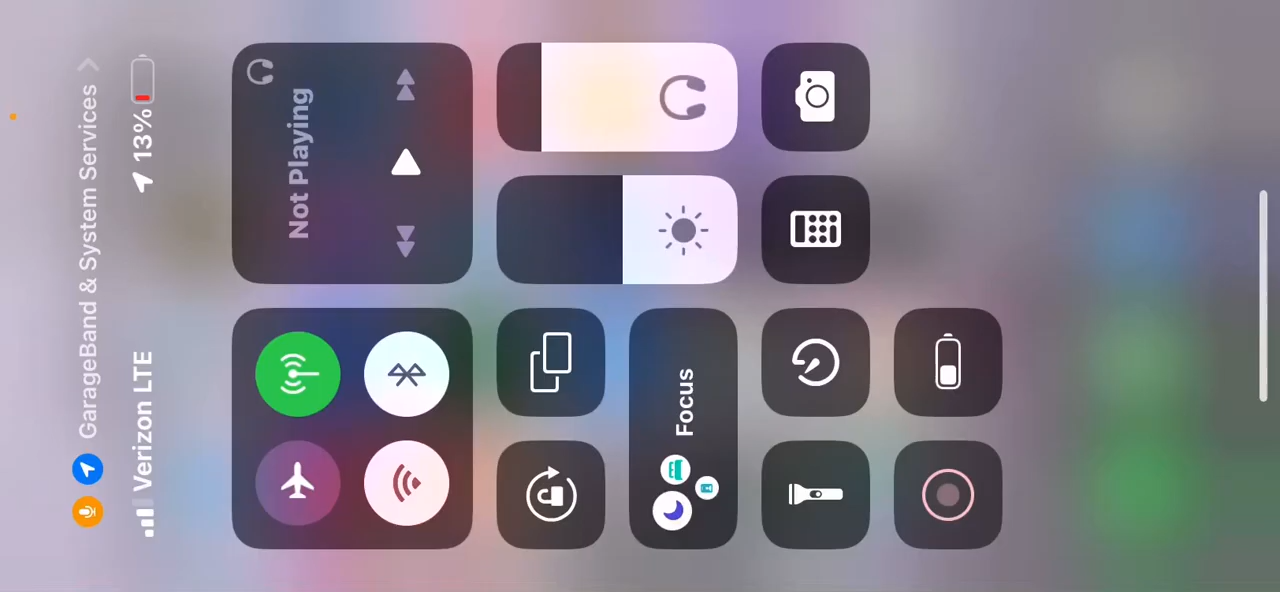 GarageBand & System Services
Verizon LTE
13%
Not Playing
Focus